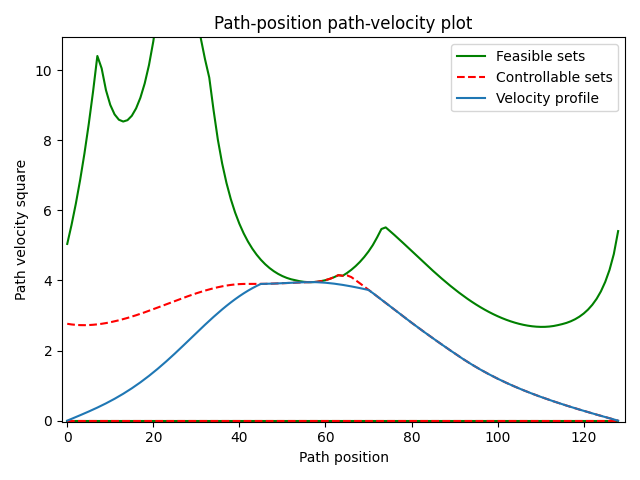 Path-position path-velocity plot
Feasible sets
Controllable sets
Velocity profile
Path velocity square
10
8
6
4
2
0
0 20 40 60 80 100 120
Path position